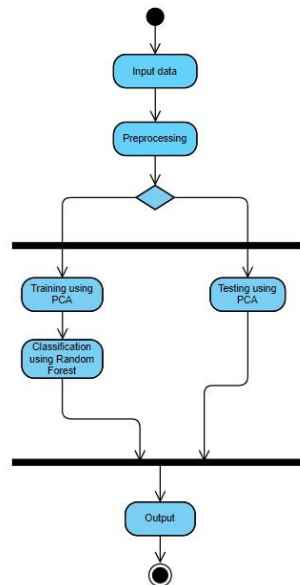 Input data
Preprocessing
Training using
PCA
Testing using
PCA
Classification
using Random
Forest
Output